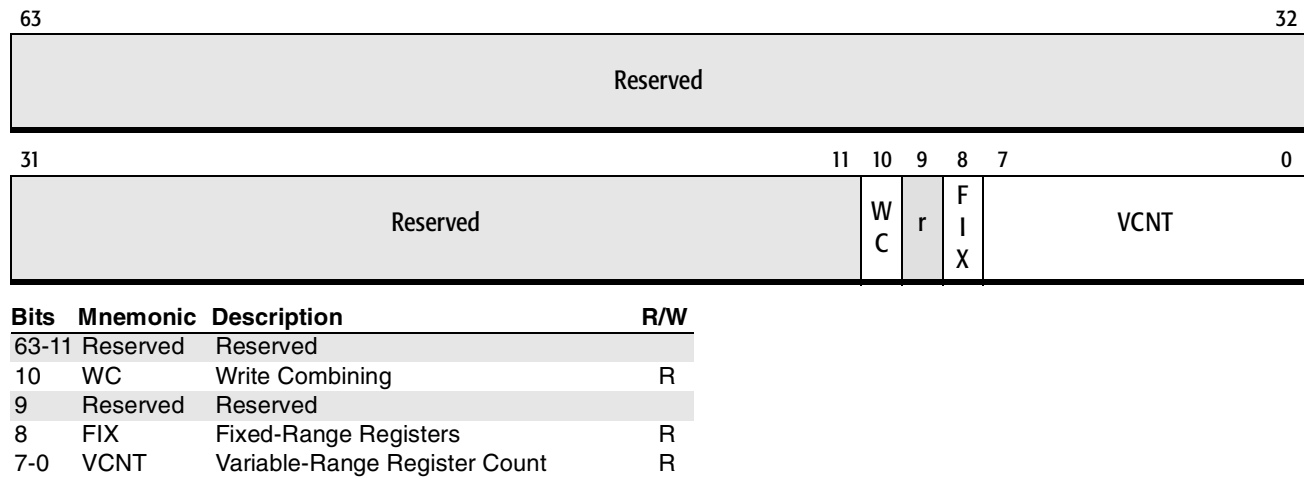 63 32
Reserved
31 11 10 9 8 7 0
Reserved WC r FIX VCNT
Bits Mnemonic Description R/W
63-11 Reserved Reserved
10 WC Write Combining R
9 Reserved Reserved
8 FIX Fixed-Range Registers R
7-0 VCNT Variable-Range Register Count R